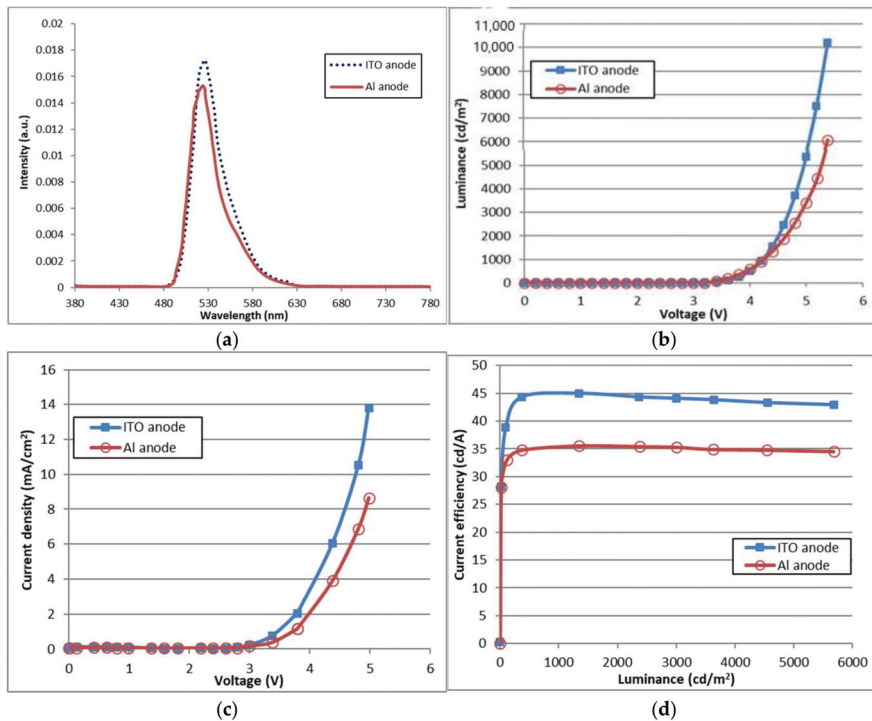 0.02
0.018
0.016
0.014
0.012
0.01
0.008
0.006
0.004
0.002
0
Intensity (a.u.)
ITO anode
Al anode
380 430 480 530 580 630 680 730 780
Wavelength (nm)
(a)
11,000
10,000
9000
8000
7000
6000
5000
4000
3000
2000
1000
0
Luminance (cd/m²)
ITO anode
Al anode
0 1 2 3 4 5 6
Voltage (V)
(b)
16
14
12
10
8
6
4
2
0
Current density (mA/cm²)
ITO anode
Al anode
0 1 2 3 4 5 6
Voltage (V)
(c)
50
45
40
35
30
25
20
15
10
5
0
Current efficiency (cd/A)
ITO anode
Al anode
0 1000 2000 3000 4000 5000 6000
Luminance (cd/m²)
(d)